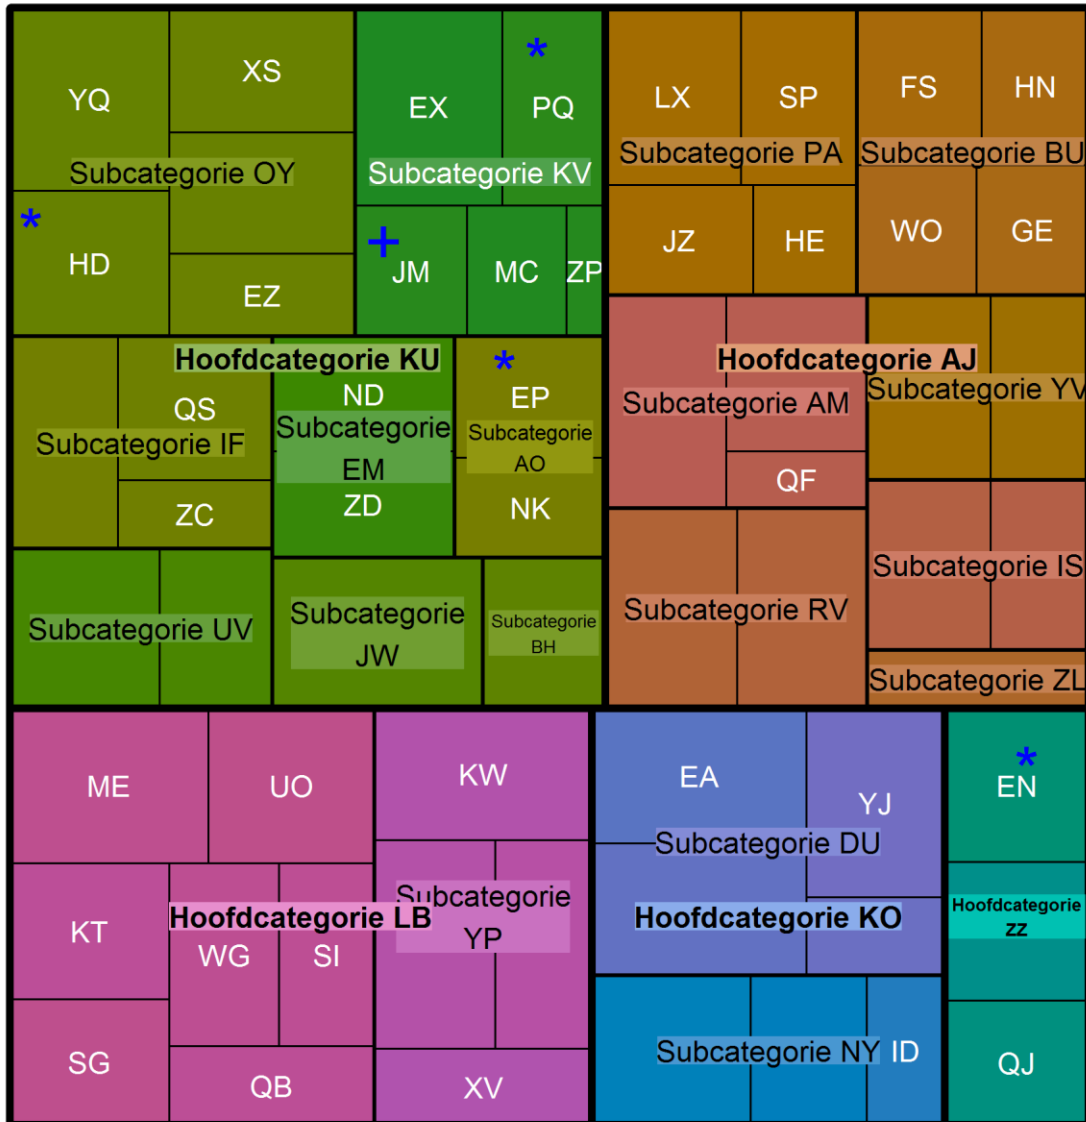 XS
YQ
EX
PQ
*
LX
SP
FS
HN
Subcategorie OY
Subcategorie KV
Subcategorie PA
Subcategorie BU
*
HD
EZ
+
JM
MC
ZP
JZ
HE
WO
GE
Hoofdcategorie KU
Hoofdcategorie AJ
QS
ND
*
EP
Subcategorie IF
Subcategorie
EM
Subcategorie
AO
Subcategorie AM
Subcategorie YV
ZC
ZD
NK
QF
Subcategorie IS
Subcategorie UV
Subcategorie
JW
Subcategorie
BH
Subcategorie RV
Subcategorie ZL
ME
UO
KW
EA
YJ
*
EN
Subcategorie DU
KT
Hoofdcategorie LB
WG
SI
Subcategorie
YP
Hoofdcategorie KO
Hoofdcategorie
ZZ
SG
QB
XV
Subcategorie NY
ID
QJ